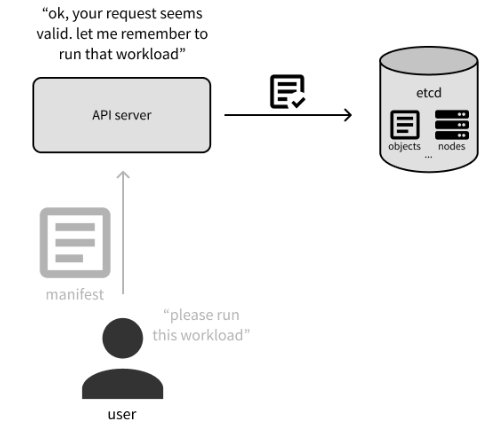 “ok, your request seems
valid. let me remember to
run that workload”
API server
etcd
objects
nodes
...
manifest
“please run
this workload”
user